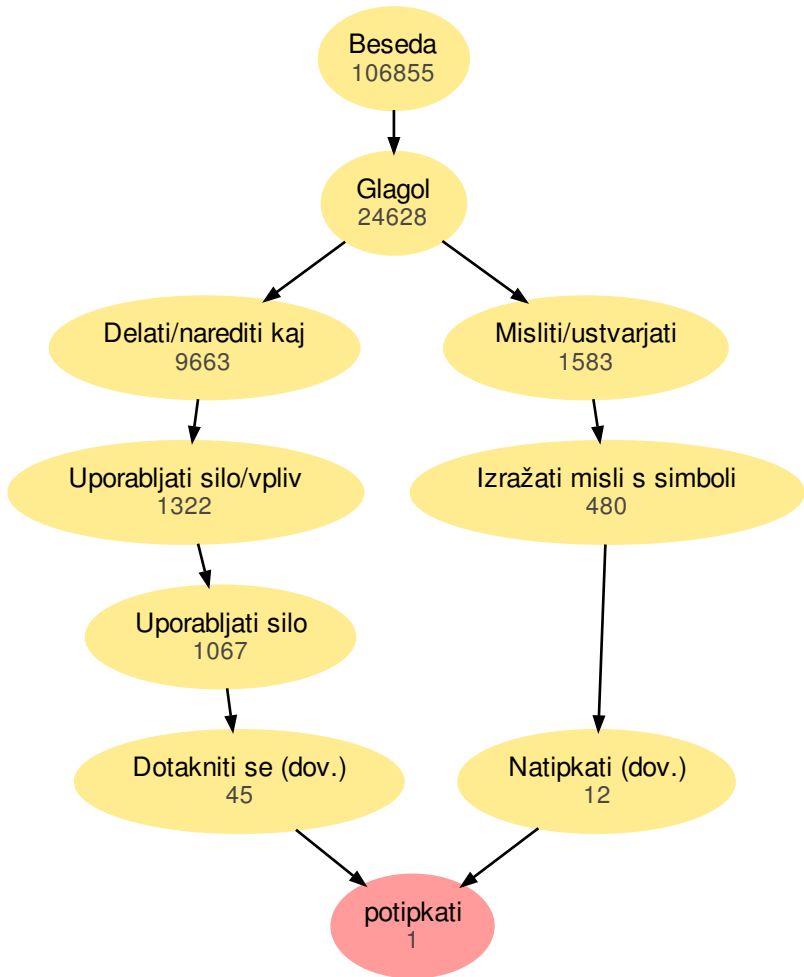 Beseda
106855
Glagol
24628
Delati/narediti kaj
9663
Misliti/ustvarjati
1583
Uporabljati silo/vpliv
1322
Izražati misli s simboli
480
Uporabljati silo
1067
Dotakniti se (dov.)
45
Natipkati (dov.)
12
potipkati
1